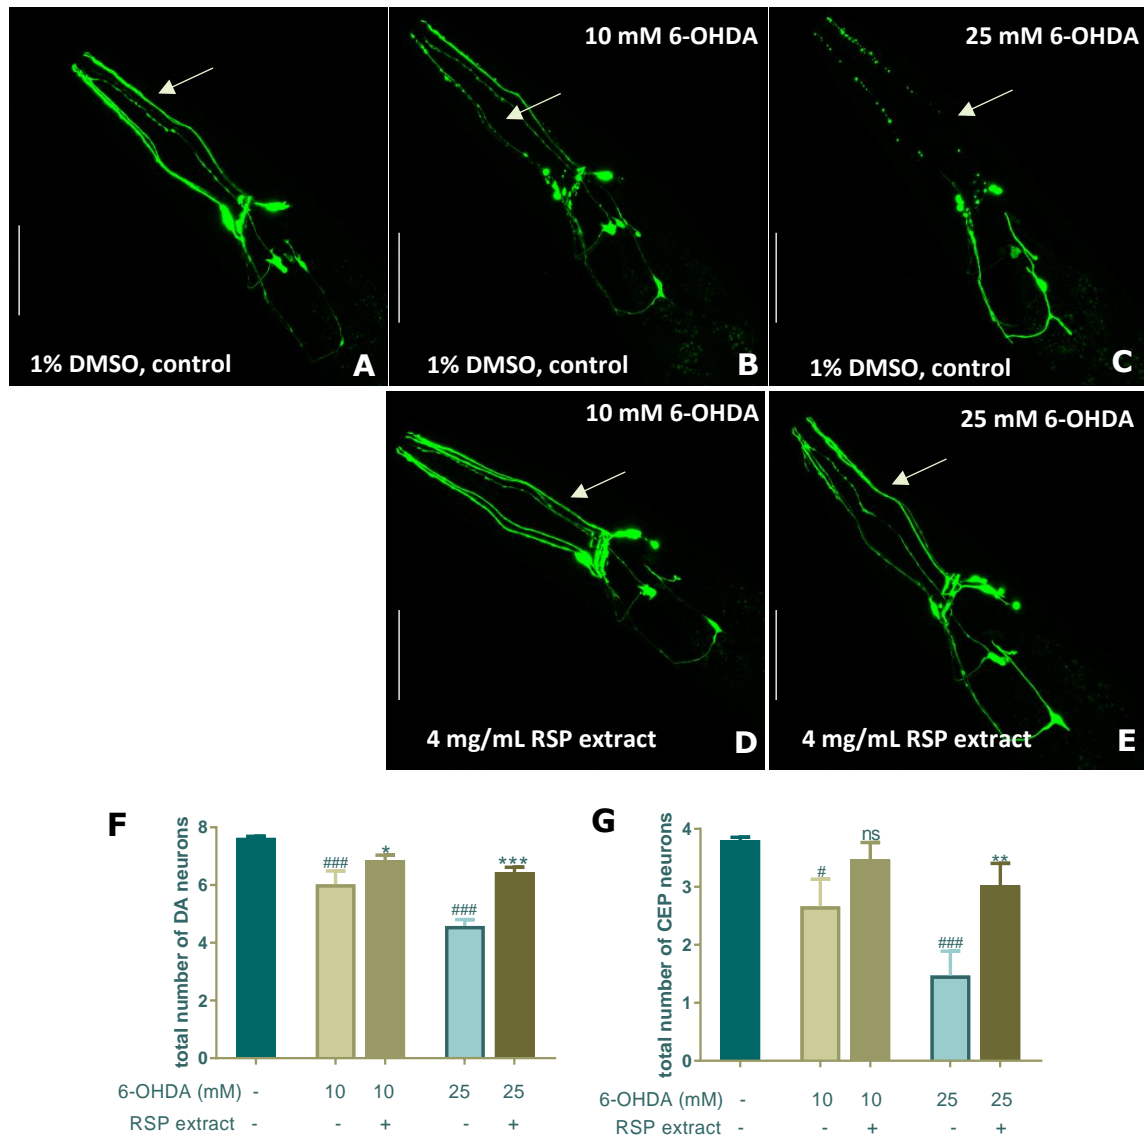 10 mM 6-OHDA
25 mM 6-OHDA
1% DMSO, control
A
1% DMSO, control
B
1% DMSO, control
C
10 mM 6-OHDA
25 mM 6-OHDA
4 mg/mL RSP extract
D
4 mg/mL RSP extract
E
F
total number of DA neurons
8
6
4
2
0
###
*
###
***
6-OHDA (mM) - 10 10 25 25
RSP extract - - + - +
G
total number of CEP neurons
4
3
2
1
0
#
ns
###
**
6-OHDA (mM) - 10 10 25 25
RSP extract - - + - +